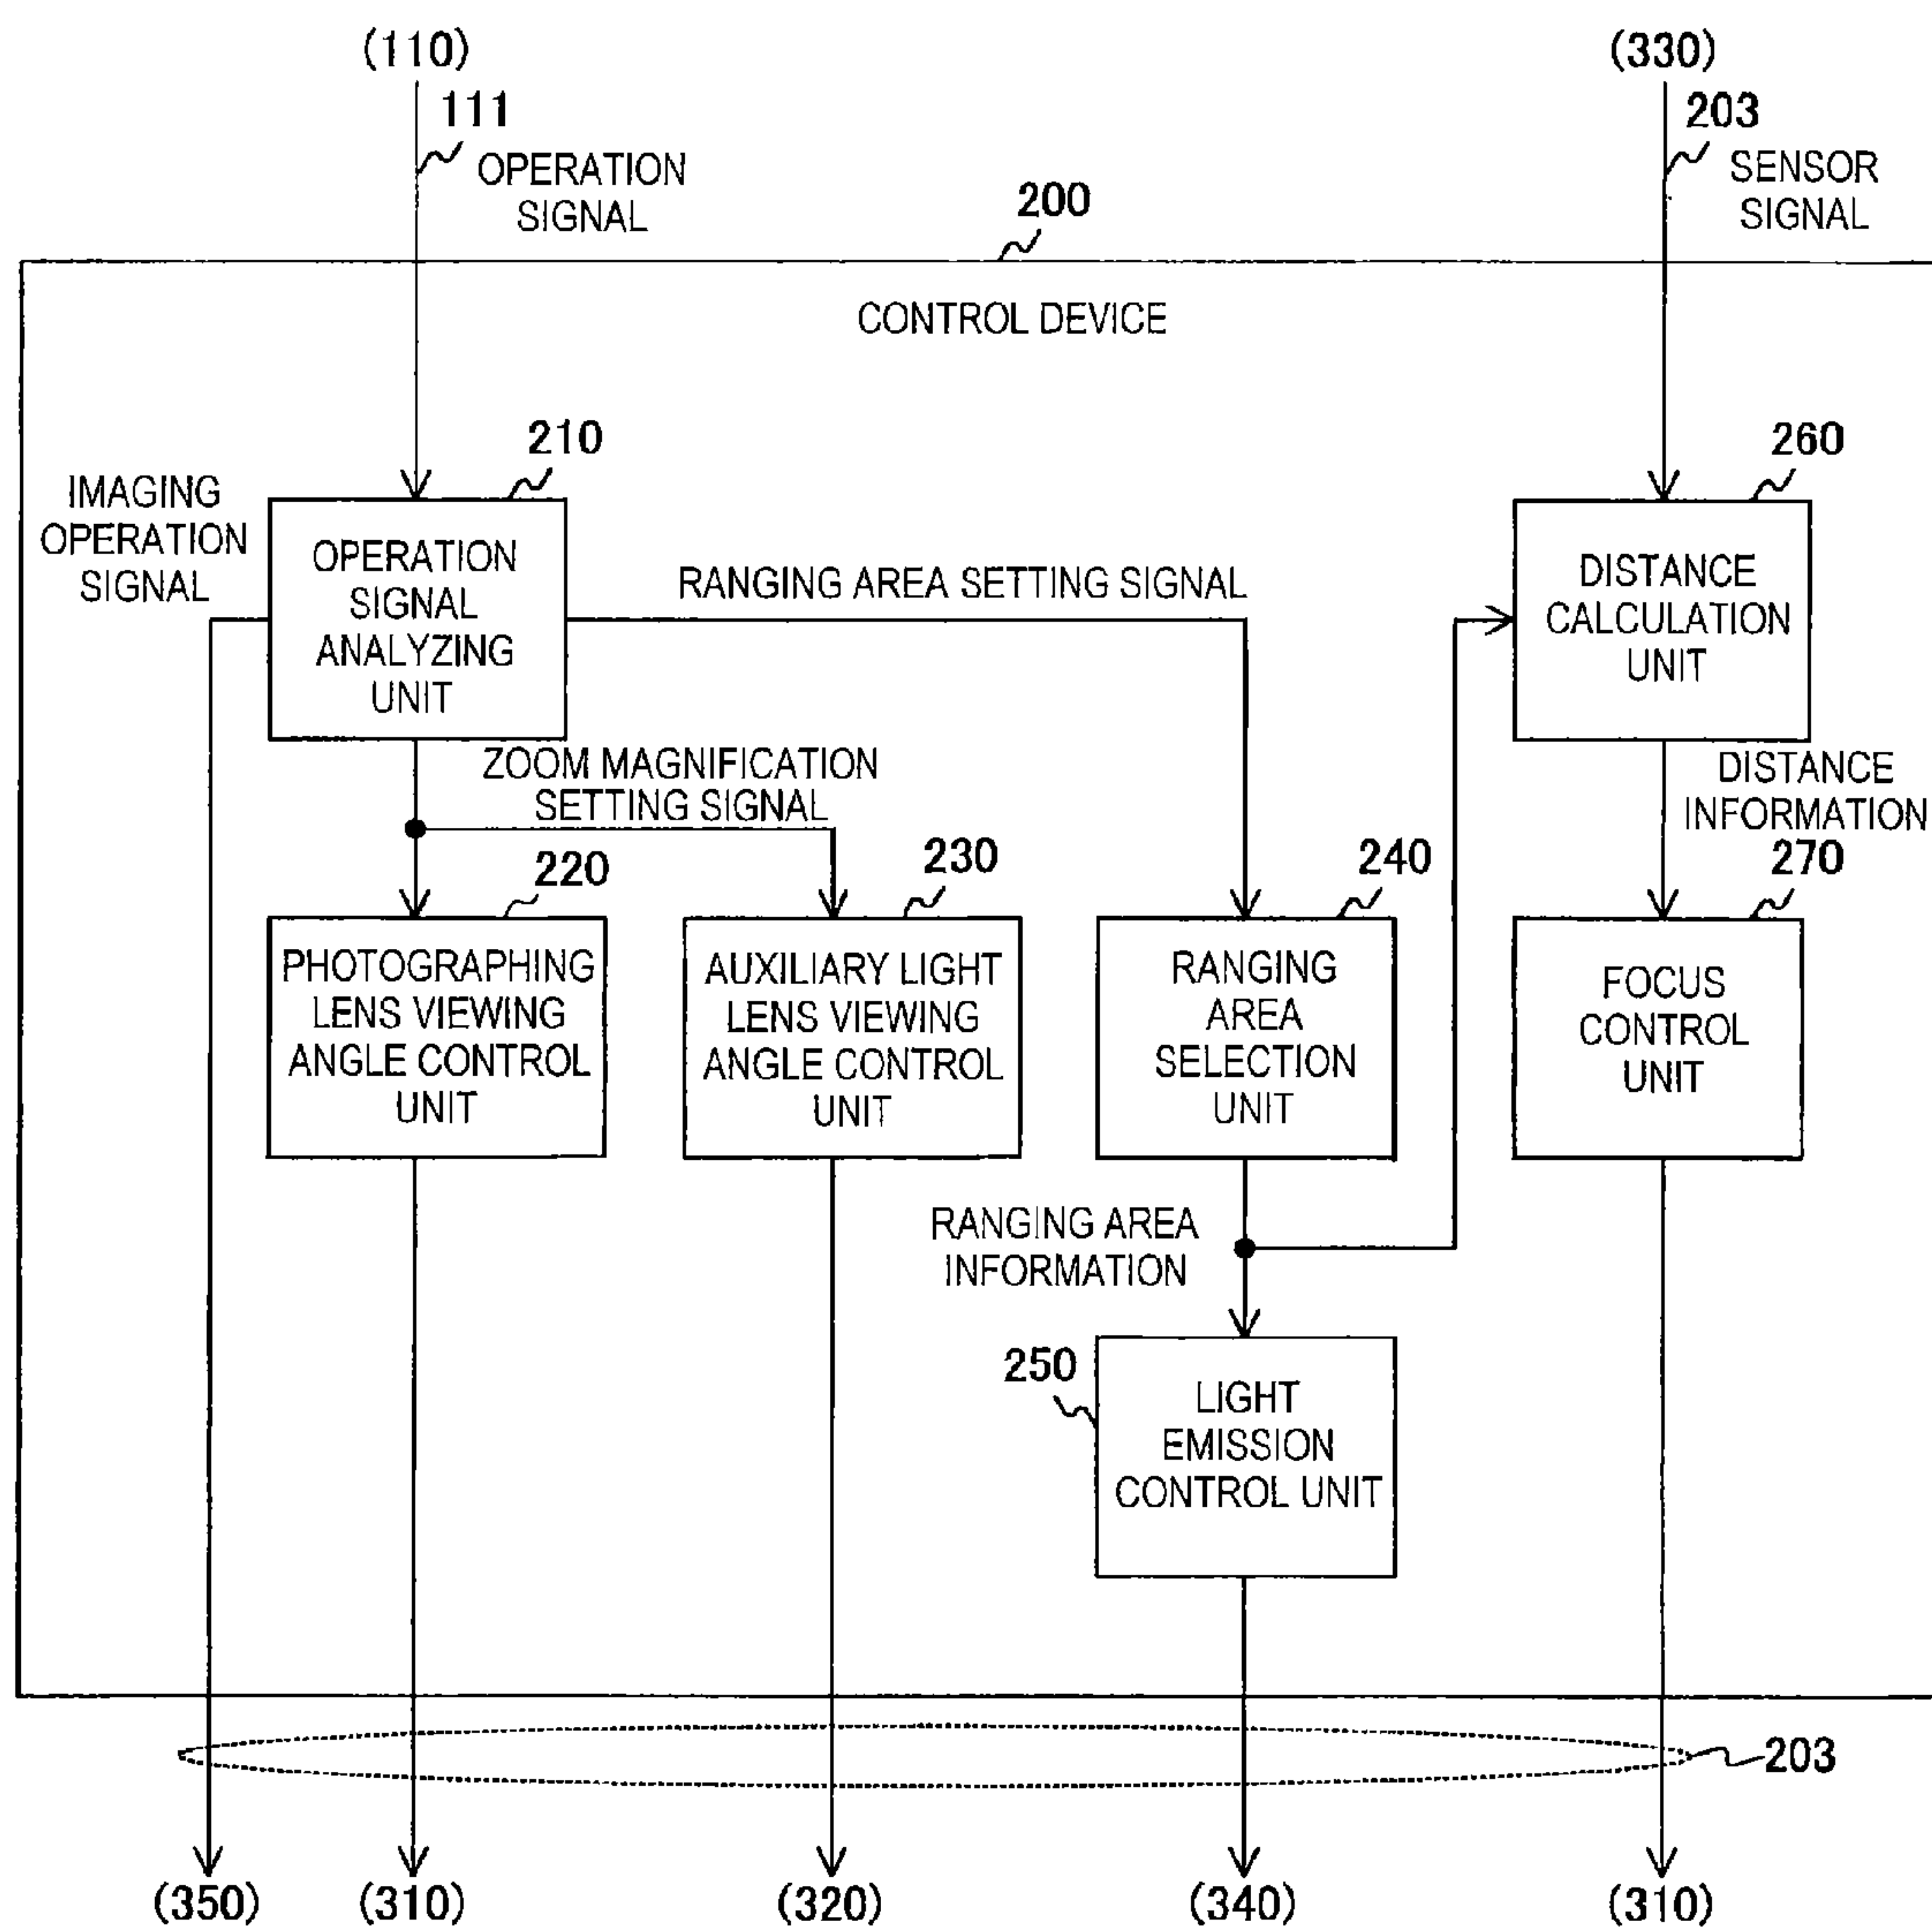 (110)
(330)
111
OPERATION
SIGNAL
203
SENSOR
SIGNAL
200
CONTROL DEVICE
210
260
IMAGING
OPERATION
SIGNAL
OPERATION
SIGNAL
ANALYZING
UNIT
RANGING AREA SETTING SIGNAL
DISTANCE
CALCULATION
UNIT
ZOOM MAGNIFICATION
SETTING SIGNAL
DISTANCE
INFORMATION
220
230
240
270
PHOTOGRAPHING
LENS VIEWING
ANGLE CONTROL
UNIT
AUXILIARY LIGHT
LENS VIEWING
ANGLE CONTROL
UNIT
RANGING
AREA
SELECTION
UNIT
FOCUS
CONTROL
UNIT
RANGING AREA
INFORMATION
250
LIGHT
EMISSION
CONTROL UNIT
203
(350)
(310)
(320)
(340)
(310)